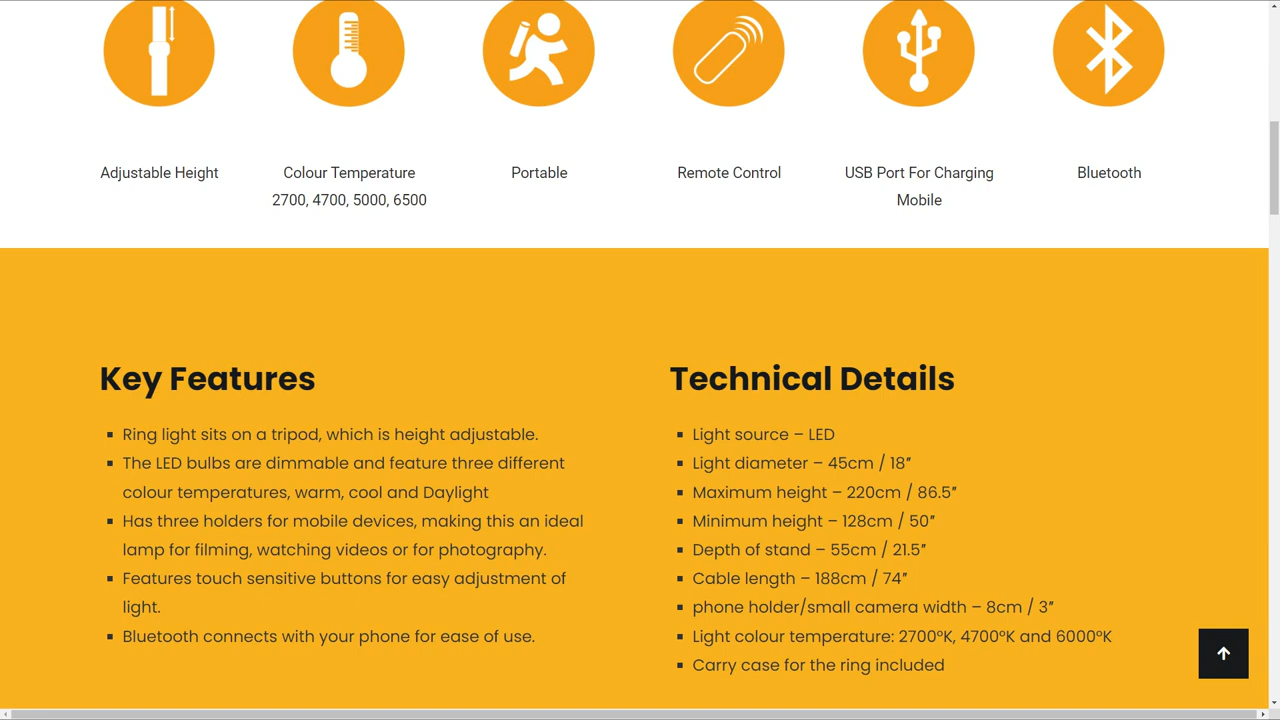 Adjustable Height
Colour Temperature
2700, 4700, 5000, 6500
Portable
Remote Control
USB Port For Charging
Mobile
Bluetooth
Key Features
Ring light sits on a tripod, which is height adjustable.
The LED bulbs are dimmable and feature three different
colour temperatures, warm, cool and Daylight
Has three holders for mobile devices, making this an ideal
lamp for filming, watching videos or for photography.
Features touch sensitive buttons for easy adjustment of
light.
Bluetooth connects with your phone for ease of use.
Technical Details
Light source – LED
Light diameter – 45cm / 18″
Maximum height – 220cm / 86.5″
Minimum height – 128cm / 50″
Depth of stand – 55cm / 21.5″
Cable length – 188cm / 74″
phone holder/small camera width – 8cm / 3″
Light colour temperature: 2700°K, 4700°K and 6000°K
Carry case for the ring included